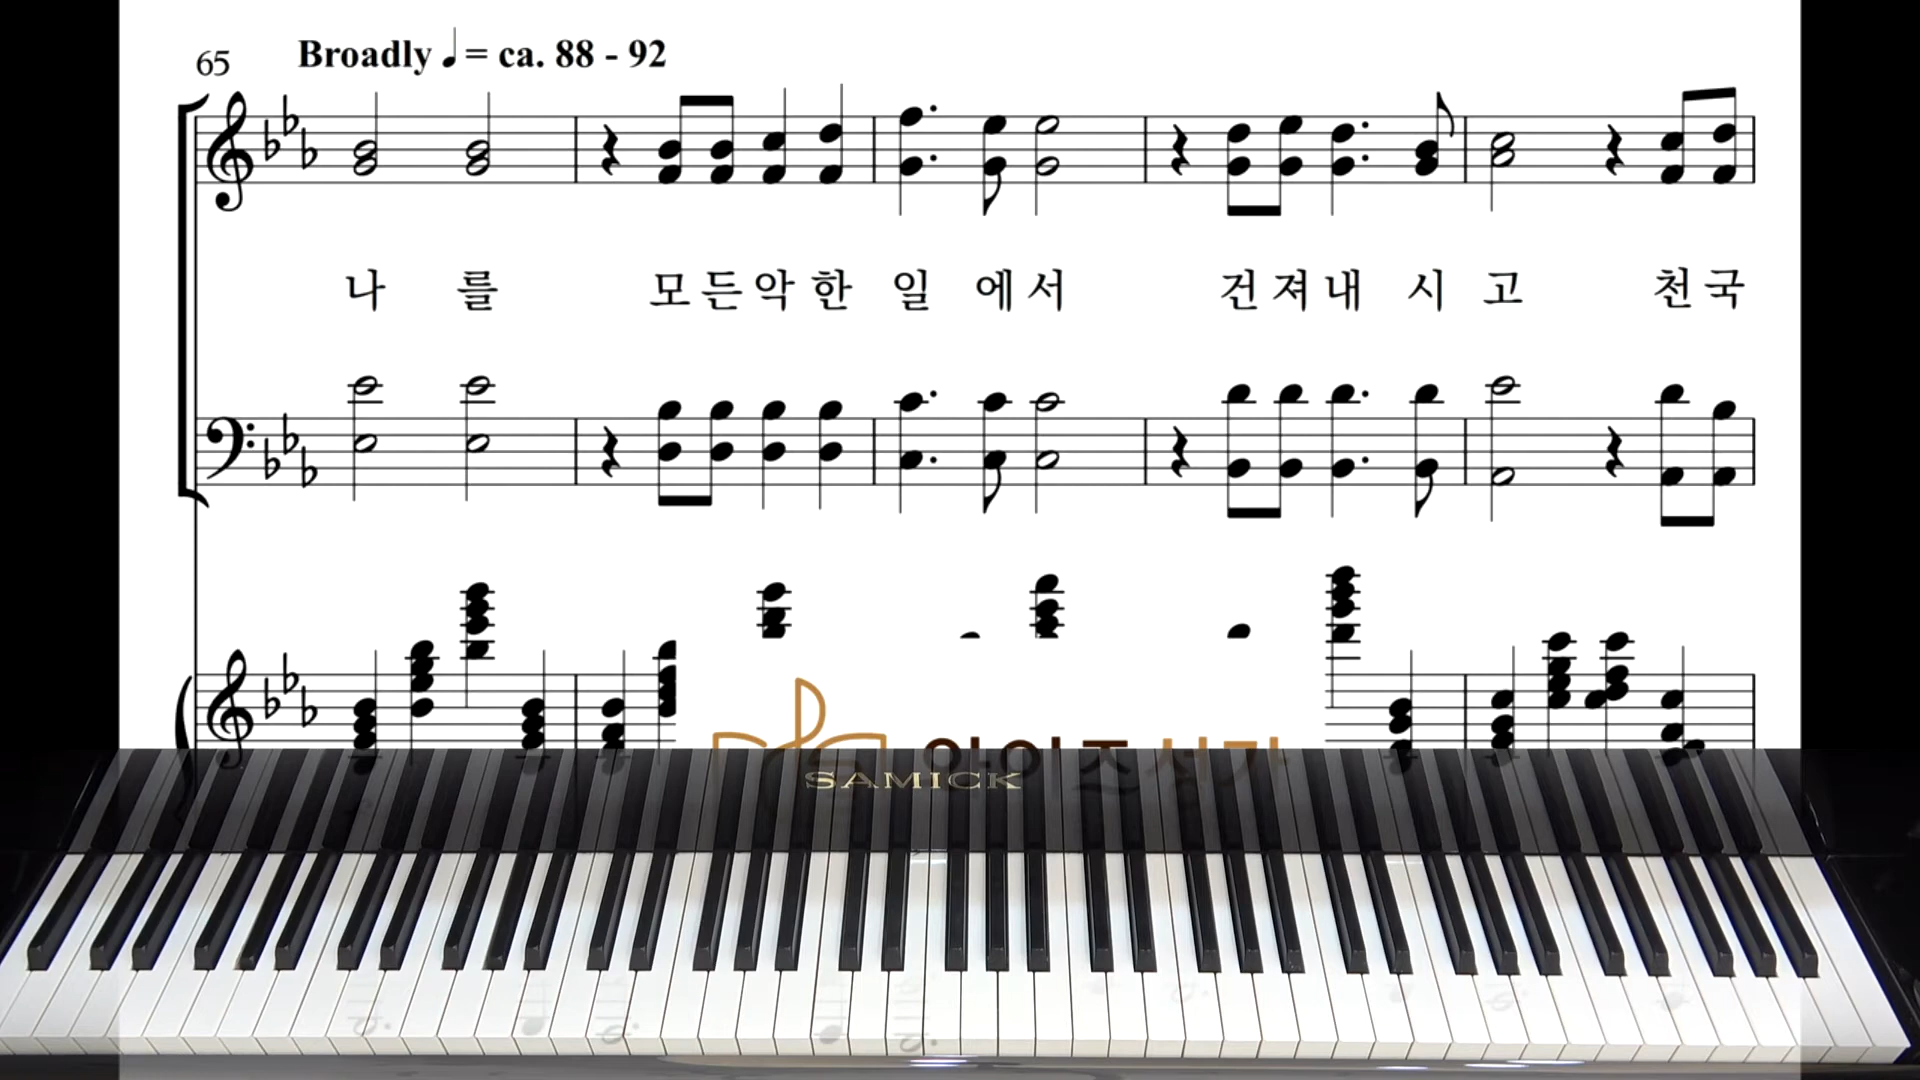 65
Broadly ♩= ca. 88 - 92
나 를 모 든 악 한 일 에 서 건 져 내 시 고 천 국
SAMICK